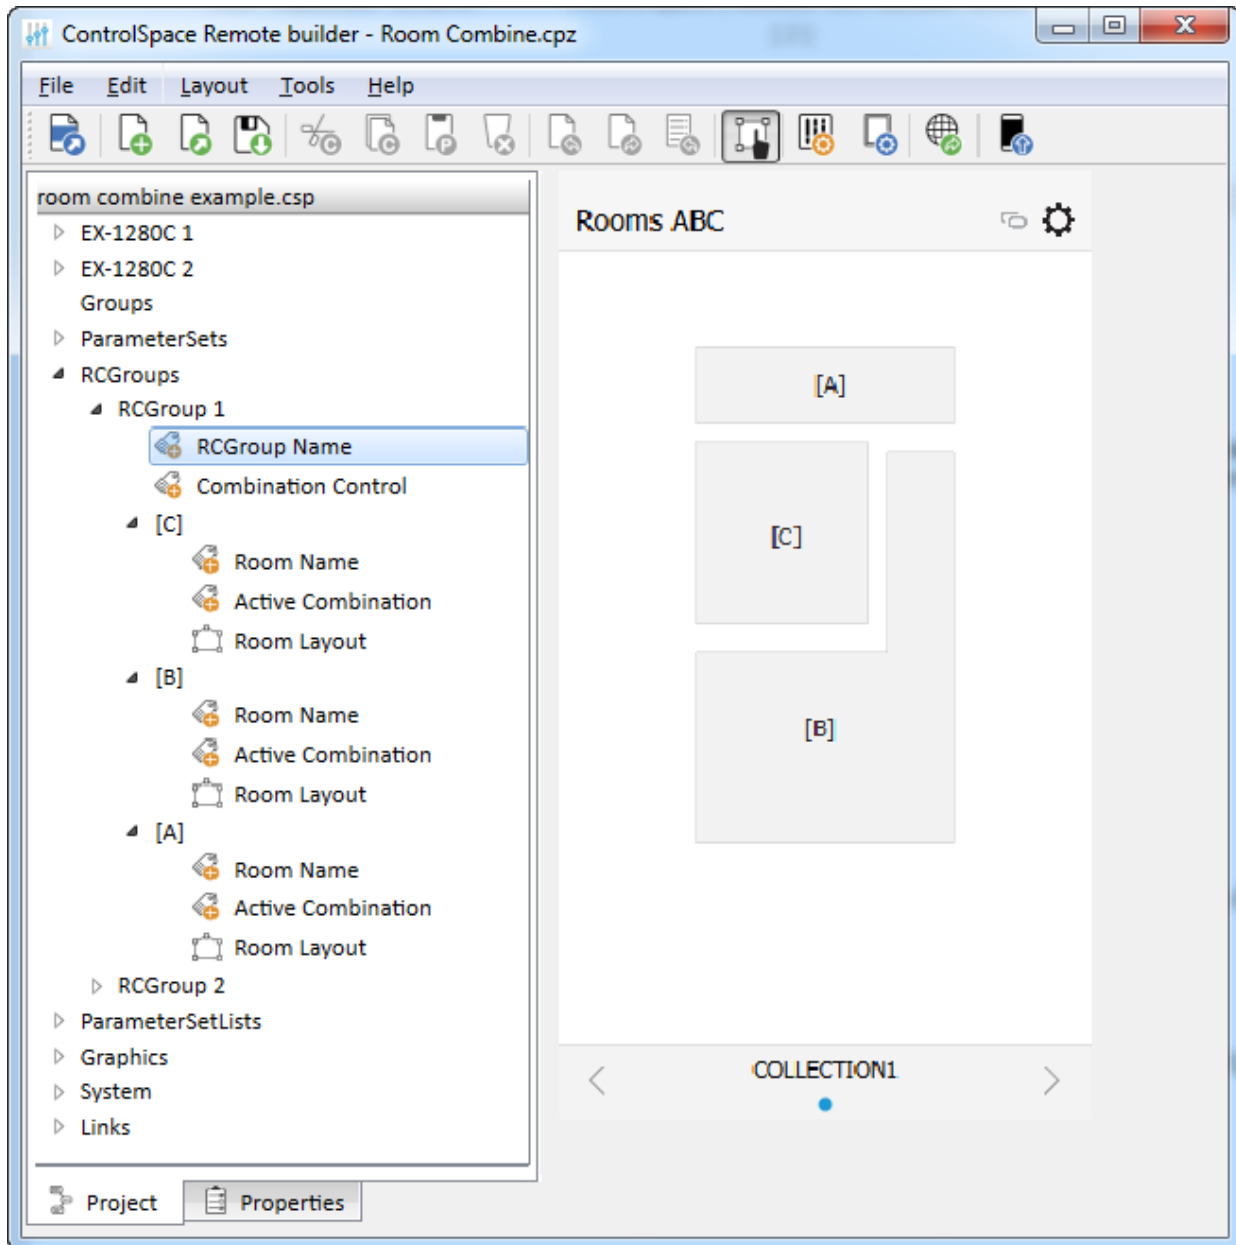 ControlSpace Remote builder - Room Combine.cpz
File Edit Layout Tools Help
room combine example.csp
EX-1280C 1
EX-1280C 2
Groups
ParameterSets
RCGroups
RCGroup 1
RCGroup Name
Combination Control
[C]
Room Name
Active Combination
Room Layout
[B]
Room Name
Active Combination
Room Layout
[A]
Room Name
Active Combination
Room Layout
RCGroup 2
ParameterSetLists
Graphics
System
Links
Project
Properties
Rooms ABC
[A]
[C]
[B]
COLLECTION1